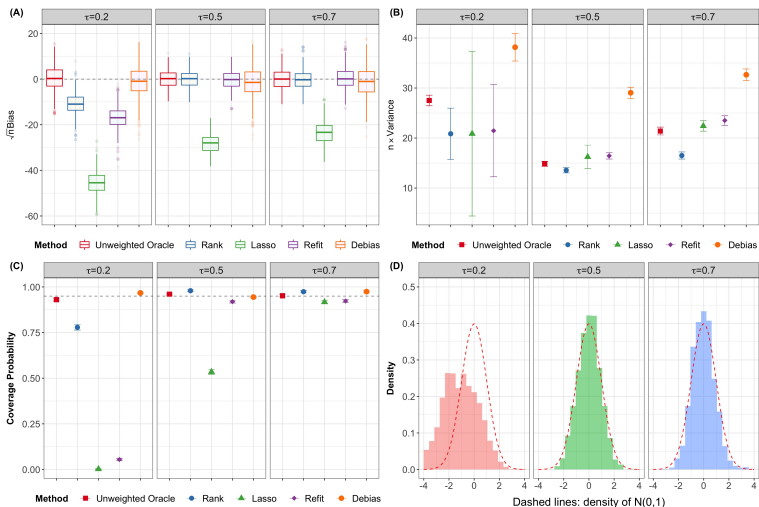 (A)
τ=0.2 τ=0.5 τ=0.7
20
0
-20
-40
-60
√nBias
Method Unweighted Oracle Rank Lasso Refit Debias
(B)
τ=0.2 τ=0.5 τ=0.7
40
30
20
10
n × Variance
Method Unweighted Oracle Rank Lasso Refit Debias
(C)
τ=0.2 τ=0.5 τ=0.7
1.00
0.75
0.50
0.25
0.00
Coverage Probability
Method Unweighted Oracle Rank Lasso Refit Debias
(D)
τ=0.2 τ=0.5 τ=0.7
0.5
0.4
0.3
0.2
0.1
0.0
Density
-4 -2 0 2 4 -4 -2 0 2 4 -4 -2 0 2 4
Dashed lines: density of N(0,1)